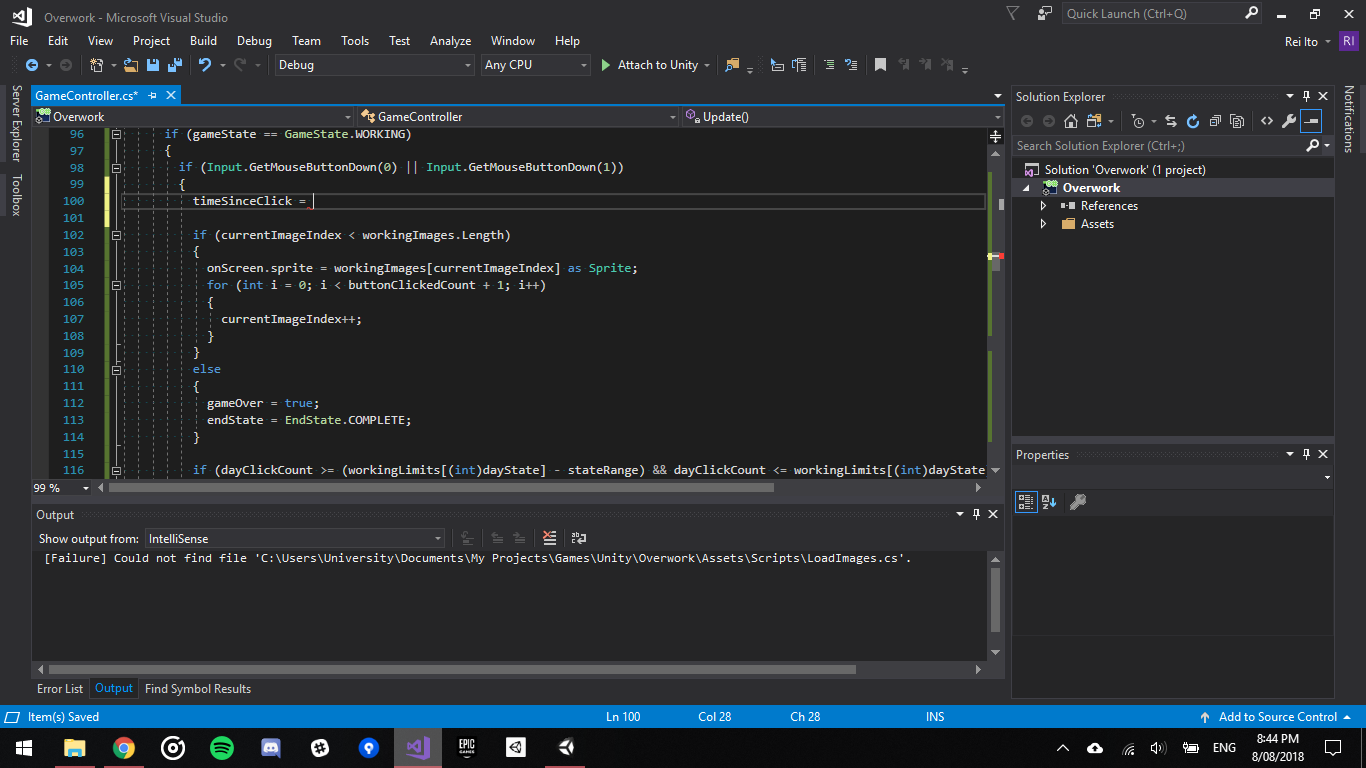 Overwork - Microsoft Visual Studio
Quick Launch (Ctrl+Q)
File Edit View Project Build Debug Team Tools Test Analyze Window Help
Rei Ito RI
Debug Any CPU Attach to Unity
Server Explorer
Toolbox
GameController.cs*
Overwork GameController Update()
96 if (gameState == GameState.WORKING)
97 {
98 if (Input.GetMouseButtonDown(0) || Input.GetMouseButtonDown(1))
99 {
100 timeSinceClick =
101
102 if (currentImageIndex < workingImages.Length)
103 {
104 onScreen.sprite = workingImages[currentImageIndex] as Sprite;
105 for (int i = 0; i < buttonClickedCount + 1; i++)
106 {
107 currentImageIndex++;
108 }
109 }
110 else
111 {
112 gameOver = true;
113 endState = EndState.COMPLETE;
114 }
115
116 if (dayClickCount >= (workingLimits[(int)dayState] - stateRange) && dayClickCount <= workingLimits[(int)dayState
99 %
Output
Show output from: IntelliSense
[Failure] Could not find file 'C:\Users\University\Documents\My Projects\Games\Unity\Overwork\Assets\Scripts\LoadImages.cs'.
Error List Output Find Symbol Results
Solution Explorer
Search Solution Explorer (Ctrl+;)
Solution 'Overwork' (1 project)
Overwork
References
Assets
Properties
Notifications
Item(s) Saved Ln 100 Col 28 Ch 28 INS Add to Source Control
EPIC GAMES
ENG
8:44 PM
8/08/2018